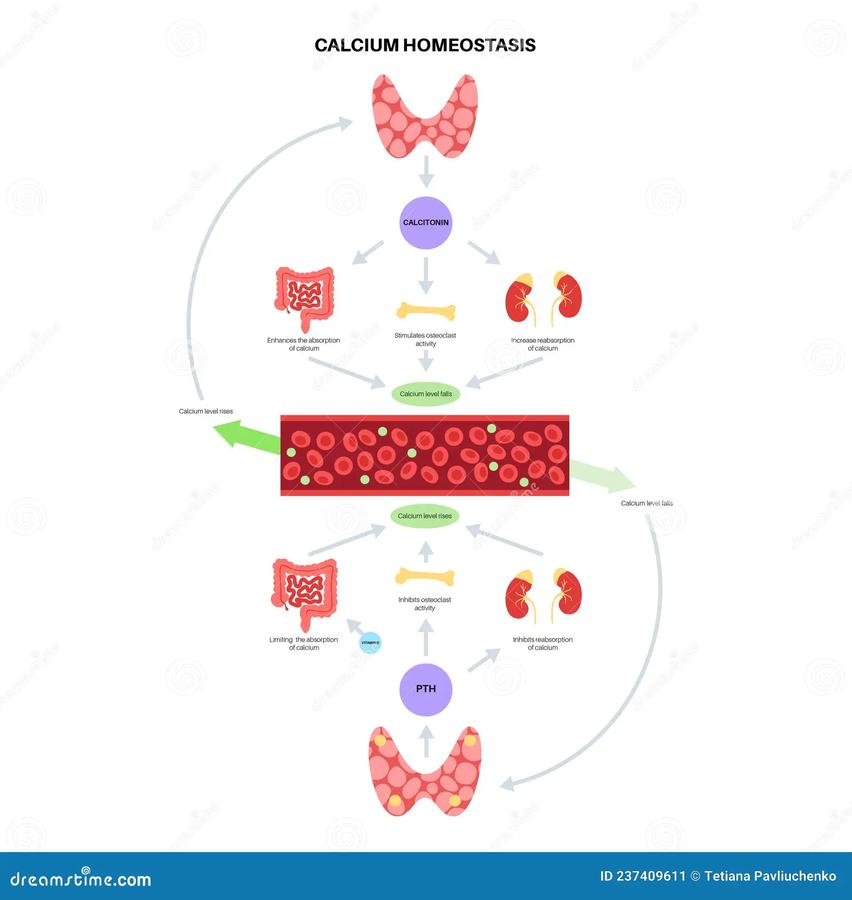 CALCIUM HOMEOSTASIS
CALCITONIN
Enhances the absorption
of calcium
Stimulates osteoclast
activity
Increase reabsorption
of calcium
Calcium level falls
Calcium level rises
Calcium level falls
Calcium level rises
Limiting the absorption
of calcium
VITAMIN D
Inhibits osteoclast
activity
Inhibits reabsorption
of calcium
PTH
dreamstime.com
ID 237409611 © Tetiana Pavliuchenko